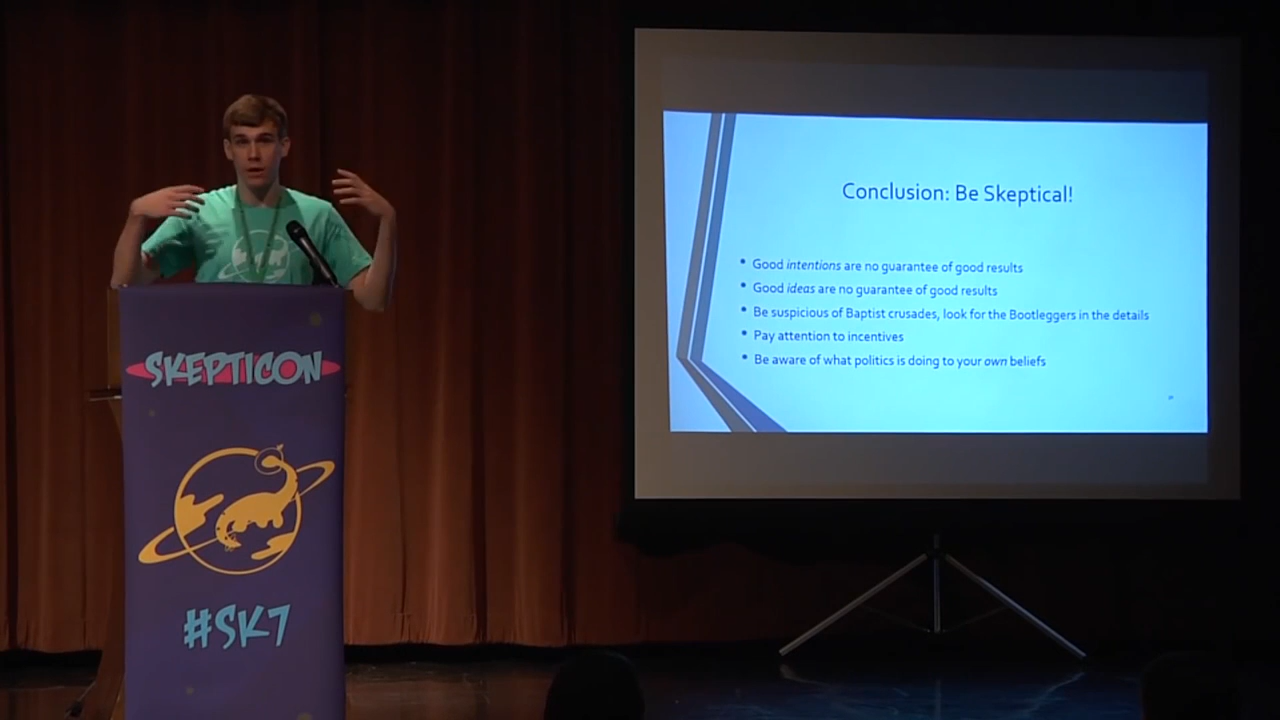 Conclusion: Be Skeptical!
• Good intentions are no guarantee of good results
• Good ideas are no guarantee of good results
• Be suspicious of Baptist crusades, look for the Bootleggers in the details
• Pay attention to incentives
• Be aware of what politics is doing to your own beliefs
SKEPTICON
#SK7